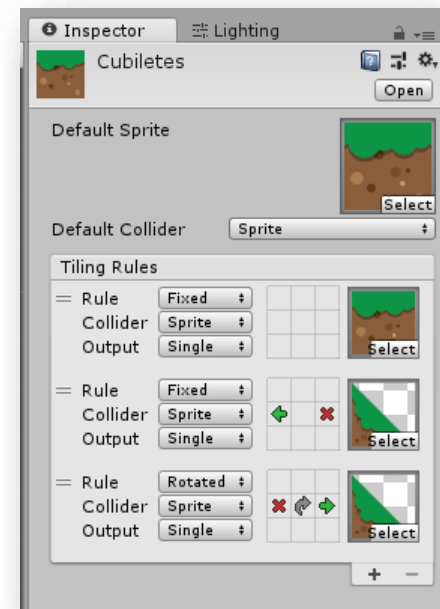 Inspector Lighting
Cubiletes
Open
Default Sprite
Select
Default Collider Sprite
Tiling Rules
Rule Fixed
Collider Sprite
Output Single
Select
Rule Fixed
Collider Sprite
Output Single
Select
Rule Rotated
Collider Sprite
Output Single
Select
+ −